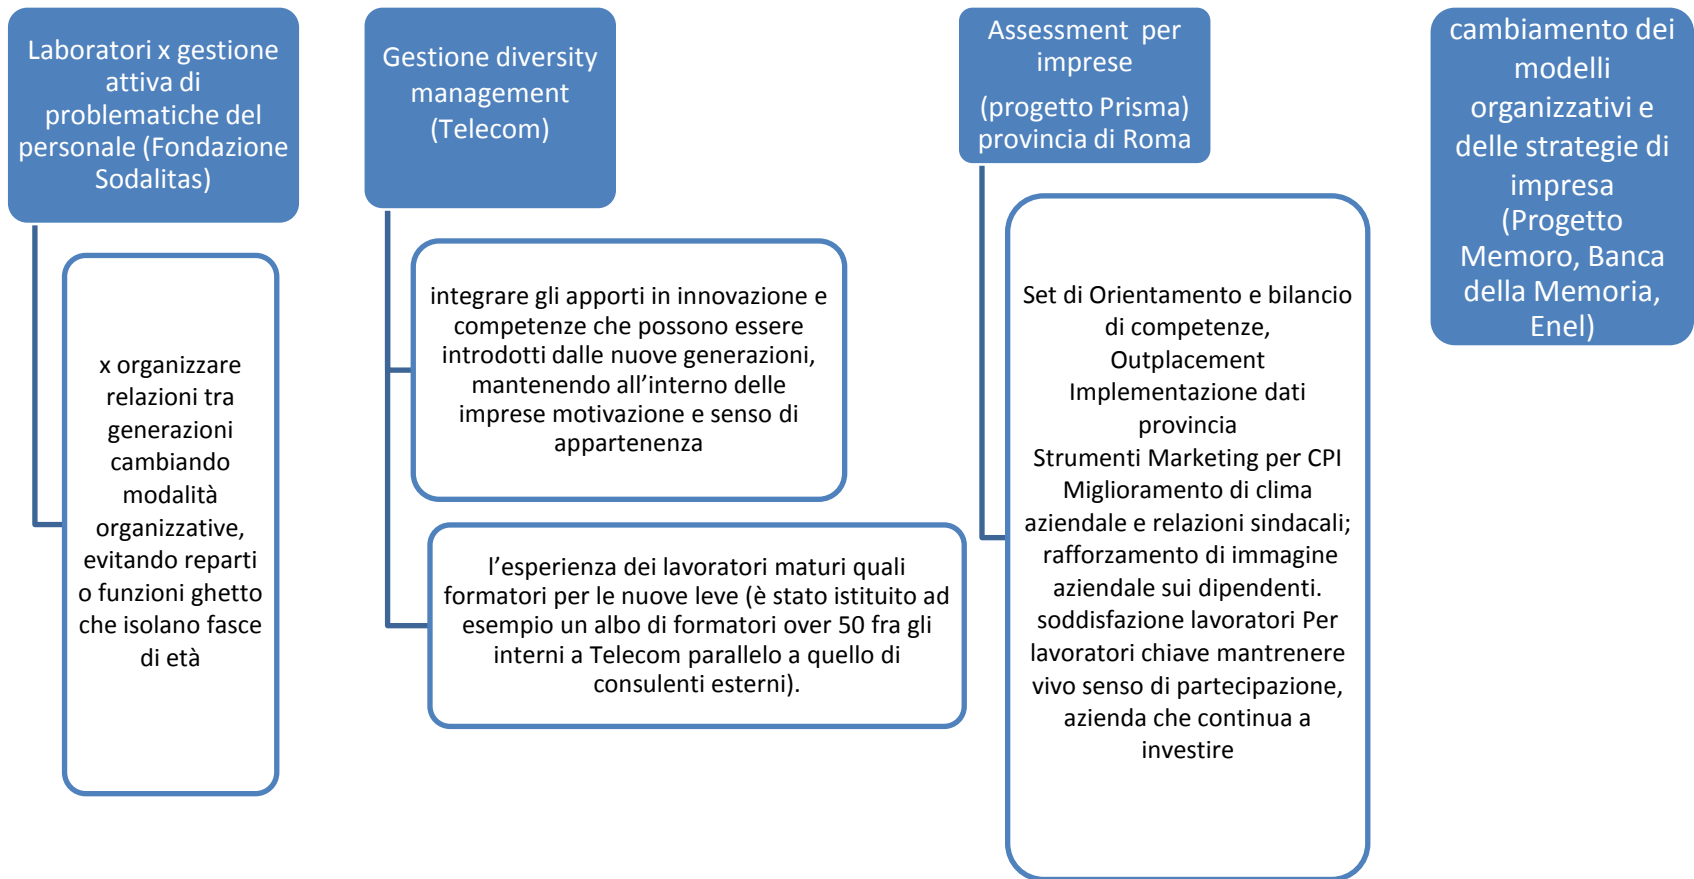 Laboratori x gestione
attiva di
problematiche del
personale (Fondazione
Sodalitas)
x organizzare
relazioni tra
generazioni
cambiando
modalità
organizzative,
evitando reparti
o funzioni ghetto
che isolano fasce
di età
Gestione diversity
management
(Telecom)
integrare gli apporti in innovazione e
competenze che possono essere
introdotti dalle nuove generazioni,
mantenendo all’interno delle
imprese motivazione e senso di
appartenenza
l’esperienza dei lavoratori maturi quali
formatori per le nuove leve (è stato istituito ad
esempio un albo di formatori over 50 fra gli
interni a Telecom parallelo a quello di
consulenti esterni).
Assessment per
imprese
(progetto Prisma)
provincia di Roma
Set di Orientamento e bilancio
di competenze,
Outplacement
Implementazione dati
provincia
Strumenti Marketing per CPI
Miglioramento di clima
aziendale e relazioni sindacali;
rafforzamento di immagine
aziendale sui dipendenti.
soddisfazione lavoratori Per
lavoratori chiave mantrenere
vivo senso di partecipazione,
azienda che continua a
investire
cambiamento dei
modelli
organizzativi e
delle strategie di
impresa
(Progetto
Memoro, Banca
della Memoria,
Enel)